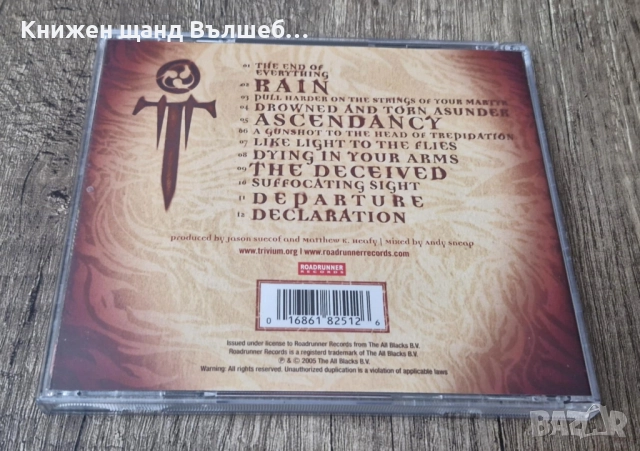 Книжен щанд Вълшеб...
01 THE END OF
EVERYTHING
02 RAIN
03 PULL HARDER ON THE STRINGS OF YOUR MARTYR
04 DROWNED AND TORN ASUNDER
05 ASCENDANCY
06 A GUNSHOT TO THE HEAD OF TREPIDATION
07 LIKE LIGHT TO THE FLIES
08 DYING IN YOUR ARMS
09 THE DECEIVED
10 SUFFOCATING SIGHT
11 DEPARTURE
12 DECLARATION
produced by Jason Suecof and Matthew K. Heafy | mixed by Andy Sneap
www.trivium.org | www.roadrunnerrecords.com
ROADRUNNER
RECORDS
0 16861 82512 6
Issued under license to Roadrunner Records from The All Blacks B.V.
Roadrunner Records is a registerd trademark of The All Blacks B.V.
℗ & © 2005 The All Blacks B.V.
Warning: All rights reserved. Unauthorized duplication is a violation of applicable laws
BAZAR